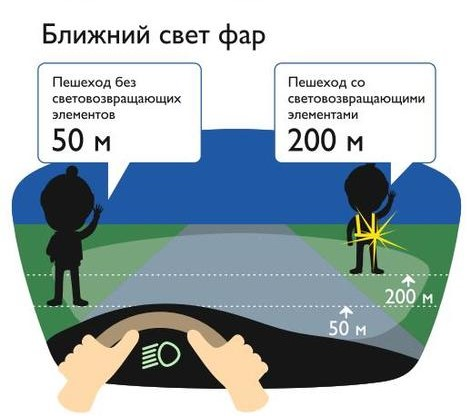 Ближний свет фар
Пешеход без
световозвращающих
элементов
50 м
Пешеход со
световозвращающими
элементами
200 м
200 м
50 м